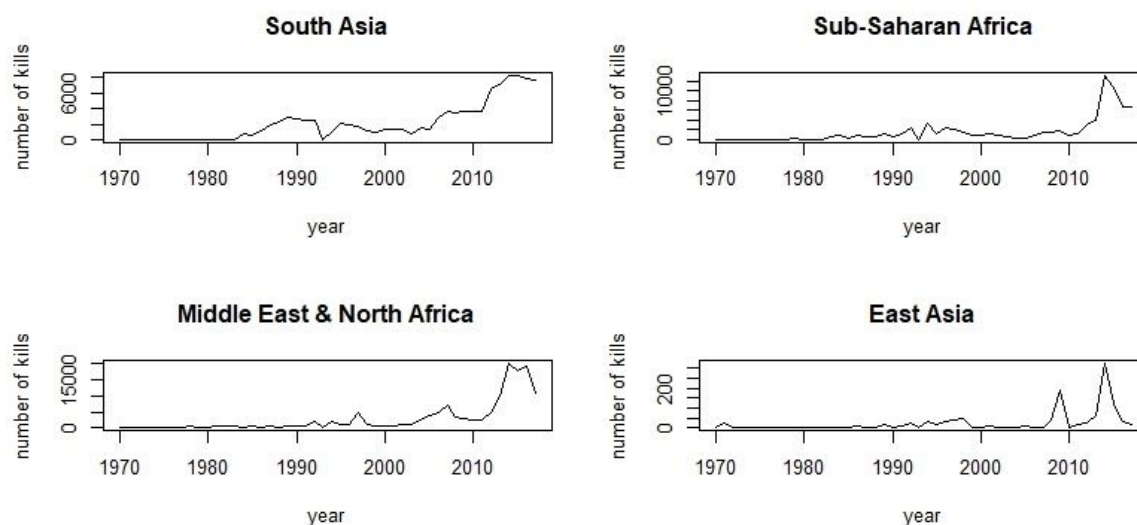 South Asia
number of kills
0 6000
1970 1980 1990 2000 2010
year
Sub-Saharan Africa
number of kills
0 10000
1970 1980 1990 2000 2010
year
Middle East & North Africa
number of kills
0 15000
1970 1980 1990 2000 2010
year
East Asia
number of kills
0 200
1970 1980 1990 2000 2010
year